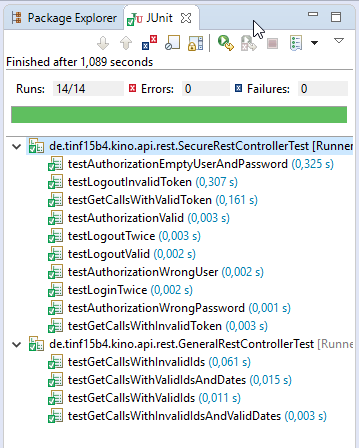 Package Explorer JUnit
Finished after 1,089 seconds
Runs: 14/14 Errors: 0 Failures: 0
de.tinf15b4.kino.api.rest.SecureRestControllerTest [Runner
testAuthorizationEmptyUserAndPassword (0,325 s)
testLogoutInvalidToken (0,307 s)
testGetCallsWithValidToken (0,161 s)
testAuthorizationValid (0,003 s)
testLogoutTwice (0,003 s)
testLogoutValid (0,002 s)
testAuthorizationWrongUser (0,002 s)
testLoginTwice (0,002 s)
testAuthorizationWrongPassword (0,001 s)
testGetCallsWithInvalidToken (0,003 s)
de.tinf15b4.kino.api.rest.GeneralRestControllerTest [Runne
testGetCallsWithInvalidIds (0,061 s)
testGetCallsWithValidIdsAndDates (0,015 s)
testGetCallsWithValidIds (0,011 s)
testGetCallsWithInvalidIdsAndValidDates (0,003 s)